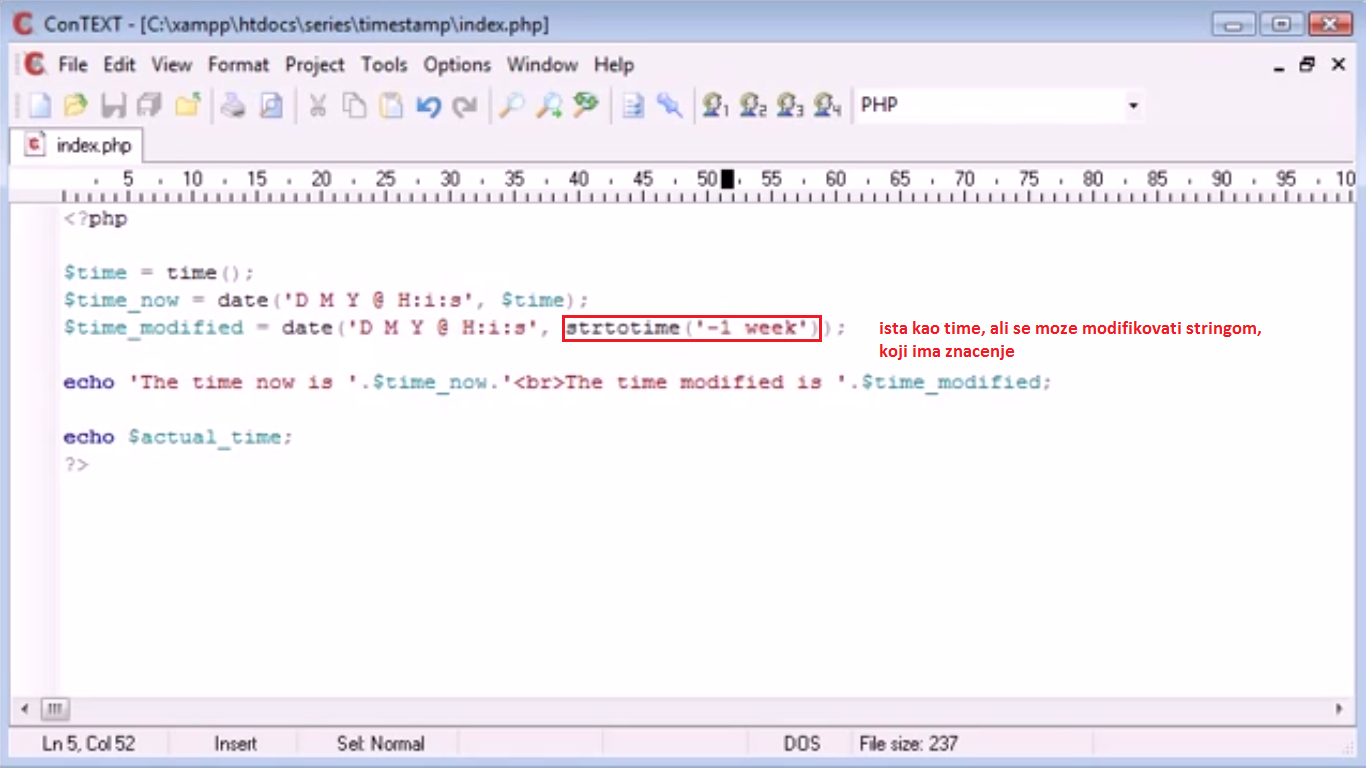 ConTEXT - [C:\xampp\htdocs\series\timestamp\index.php]
File Edit View Format Project Tools Options Window Help
1 2 3 4 PHP
index.php
5 10 15 20 25 30 35 40 45 50 55 60 65 70 75 80 85 90 95 10
<?php
$time = time();
$time_now = date('D M Y @ H:i:s', $time);
$time_modified = date('D M Y @ H:i:s', strtotime('-1 week')); ista kao time, ali se moze modifikovati stringom,
koji ima znacenje
echo 'The time now is '.$time_now.'<br>The time modified is '.$time_modified;
echo $actual_time;
?>
Ln 5, Col 52 Insert Sel: Normal DOS File size: 237